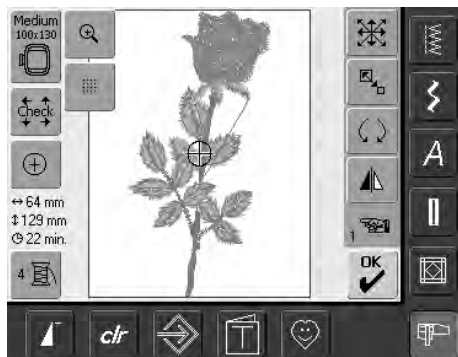 Medium
100x130
Check
↔ 64 mm
↕ 129 mm
22 min.
4
1
OK
A
clr
T